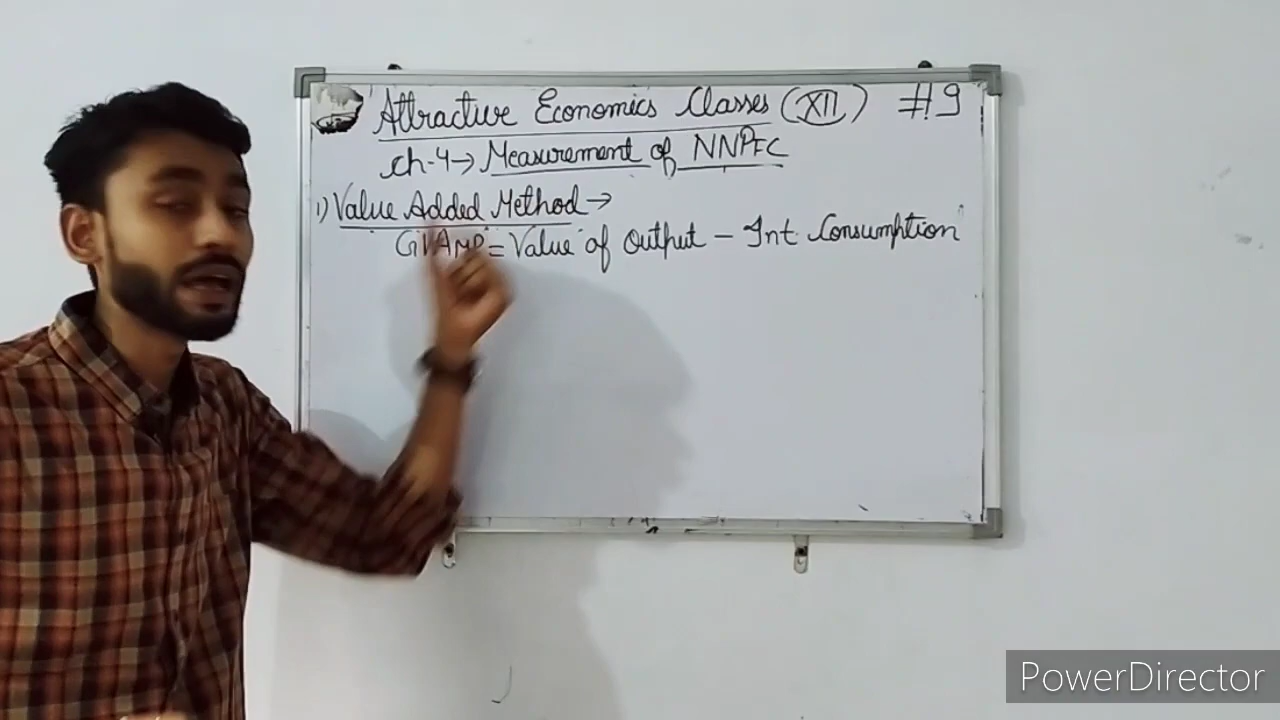 Attractive Economics Classes (XII) #9
ch-4→ Measurement of NNPFC
1) Value Added Method →
GVAMP = Value of Output - Int Consumption
PowerDirector